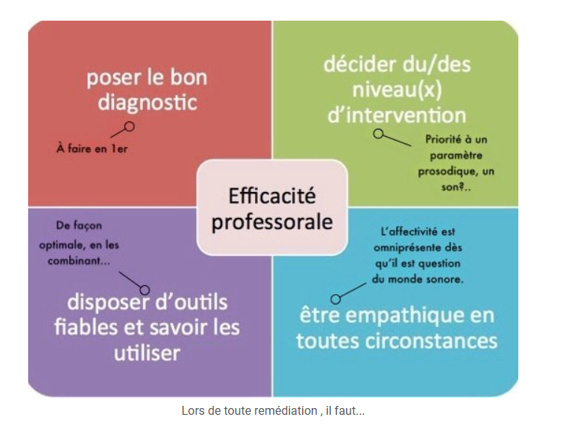 poser le bon
diagnostic
À faire en 1er
décider du/des
niveau(x)
d'intervention
Priorité à un
paramètre
prosodique, un
son?..
Efficacité
professorale
De façon
optimale, en les
combinant...
disposer d'outils
fiables et savoir les
utiliser
L'affectivité est
omniprésente dès
qu'il est question
du monde sonore.
être empathique en
toutes circonstances
Lors de toute remédiation , il faut...